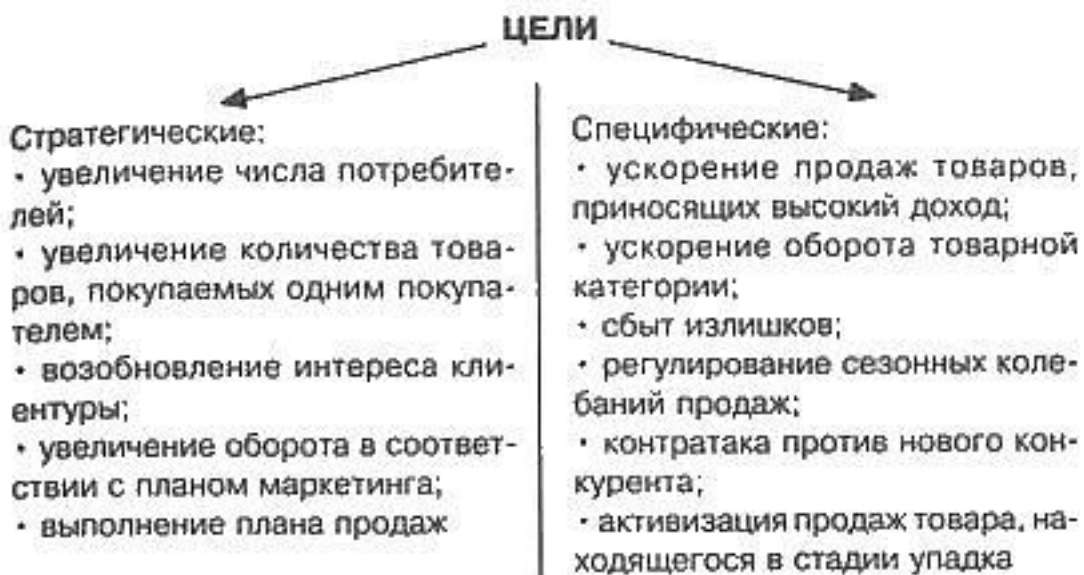 ЦЕЛИ
Стратегические:
• увеличение числа потребите-
лей;
• увеличение количества това-
ров, покупаемых одним покупа-
телем;
• возобновление интереса кли-
ентуры;
• увеличение оборота в соответ-
ствии с планом маркетинга;
• выполнение плана продаж
Специфические:
• ускорение продаж товаров,
приносящих высокий доход;
• ускорение оборота товарной
категории;
• сбыт излишков;
• регулирование сезонных коле-
баний продаж;
• контратака против нового кон-
курента;
• активизация продаж товара, на-
ходящегося в стадии упадка